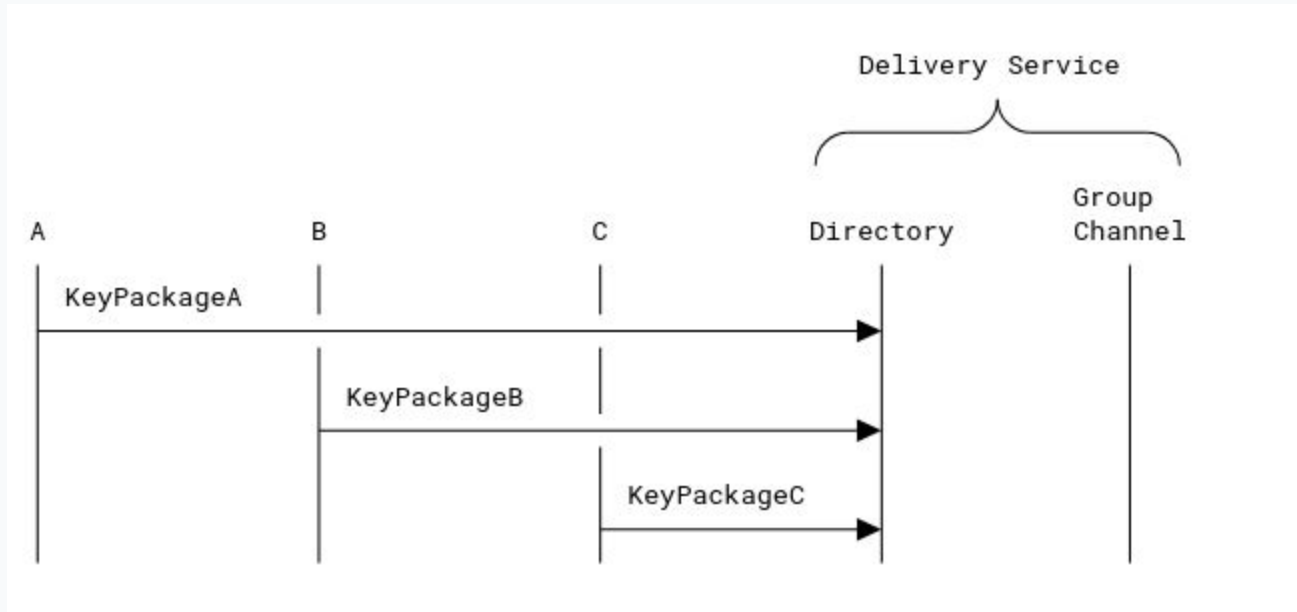 Delivery Service
Group
A B C Directory Channel
KeyPackageA
KeyPackageB
KeyPackageC